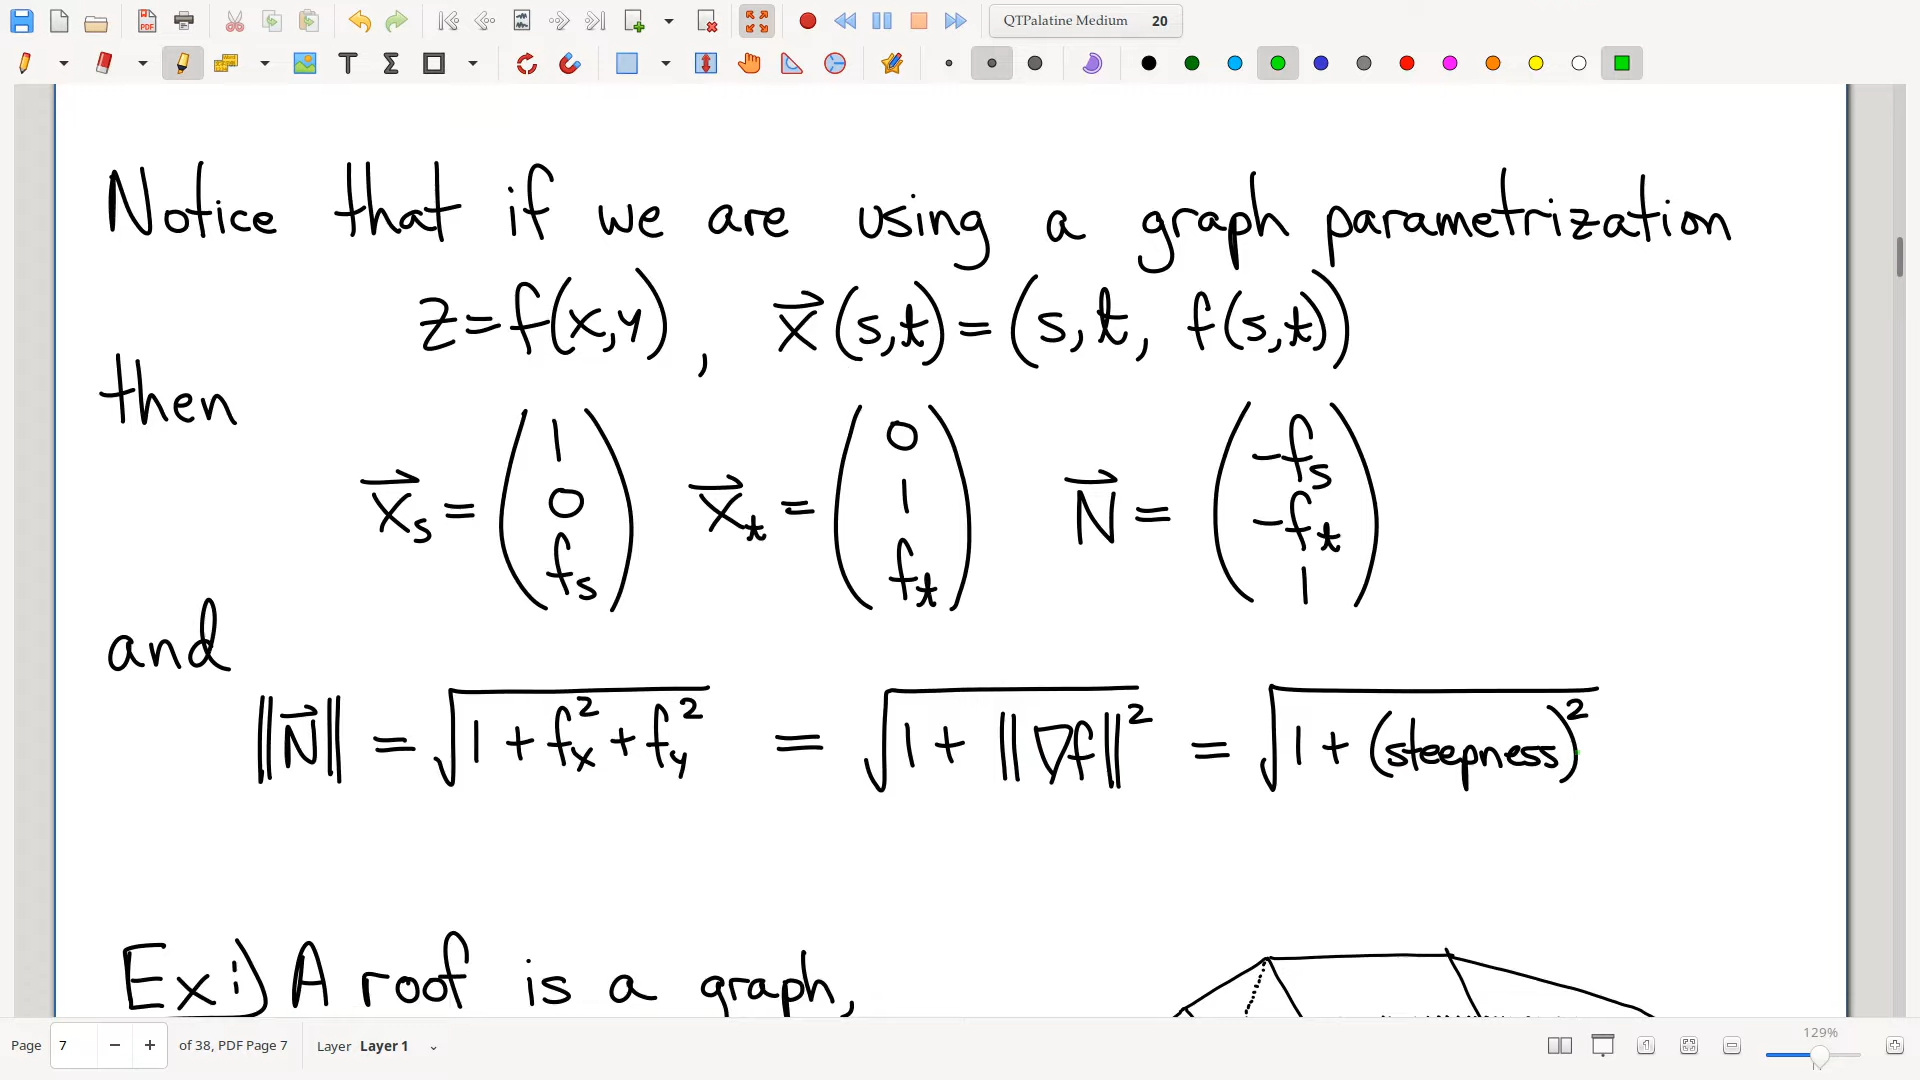 QTPalatine Medium 20
Notice that if we are using a graph parametrization
z=f(x,y), x⃗(s,t)=(s,t, f(s,t))
then
X⃗s = (1 0 fs) X⃗t = (0 1 ft) N⃗ = (-fs -ft 1)
and
‖N⃗‖ = √(1+fx²+fy²) = √(1+‖∇f‖²) = √(1+(steepness)²)
Ex:) A roof is a graph,
Page 7 of 38, PDF Page 7 Layer Layer 1 129%